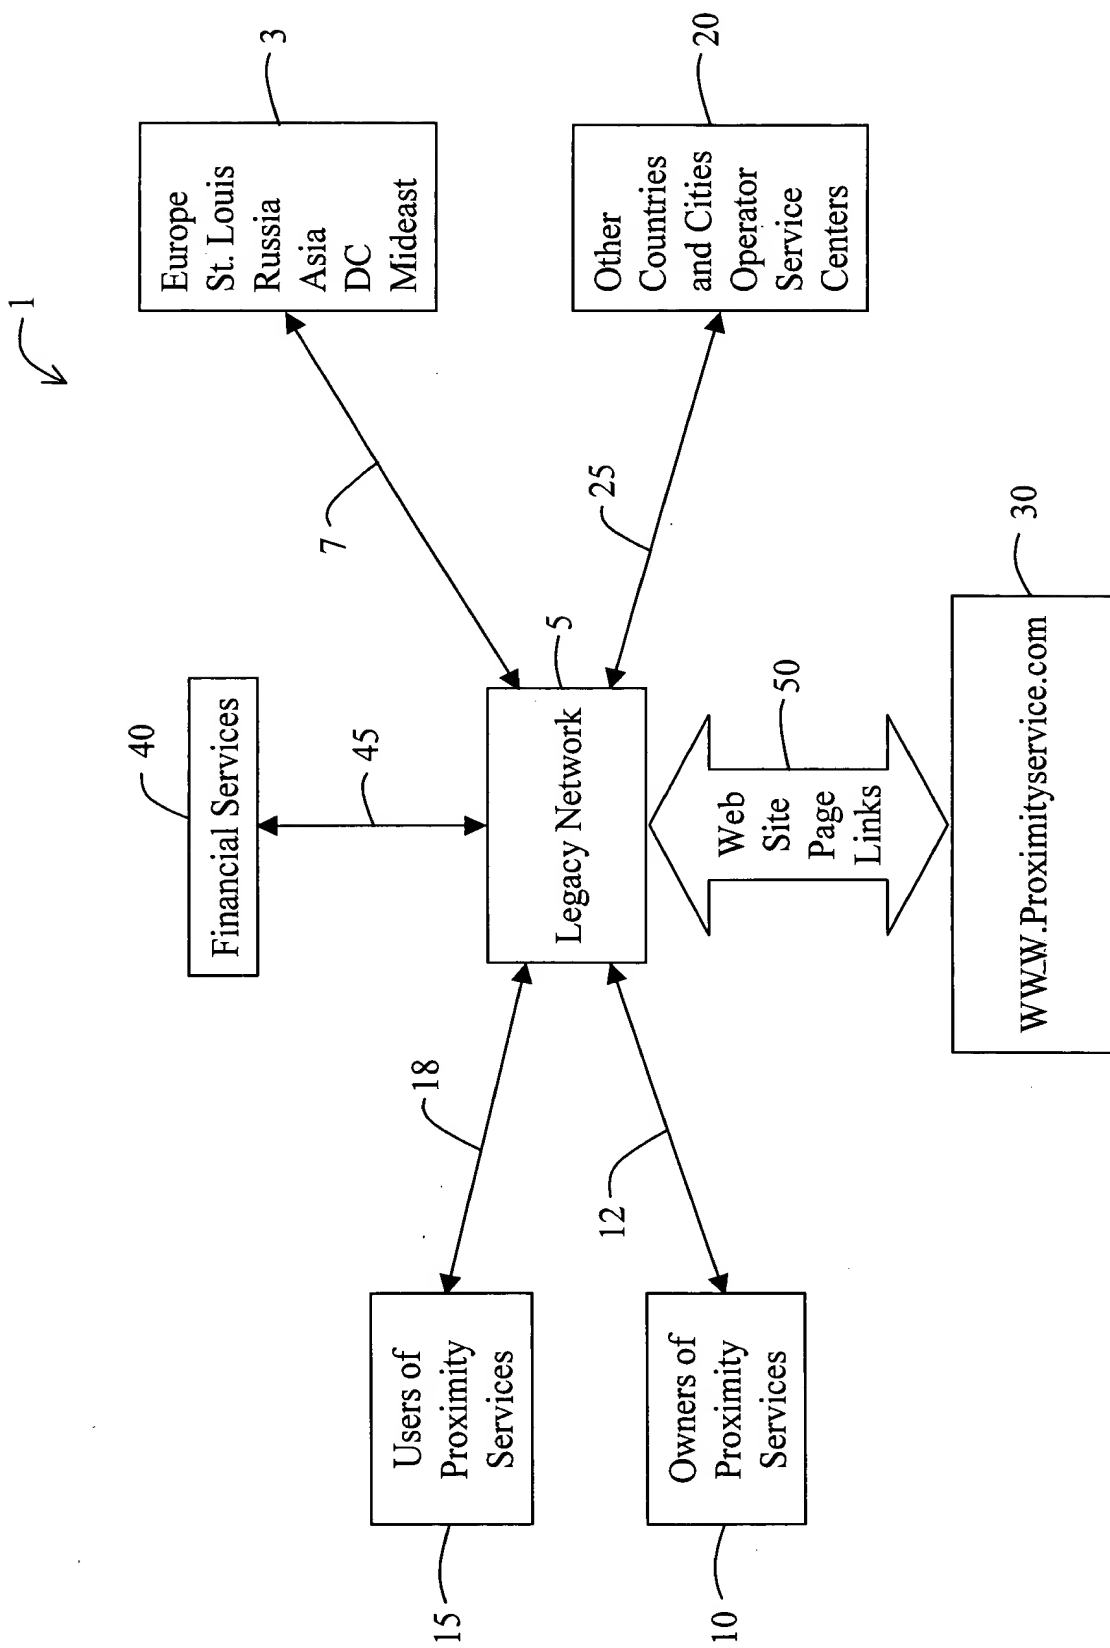 1
40
Financial Services
45
3
Europe
St. Louis
Russia
Asia
DC
Mideast
7
15
Users of
Proximity
Services
18
5
Legacy Network
20
Other
Countries
and Cities
Operator
Service
Centers
25
10
Owners of
Proximity
Services
12
50
Web
Site
Page
Links
30
WWW.Proximityservice.com